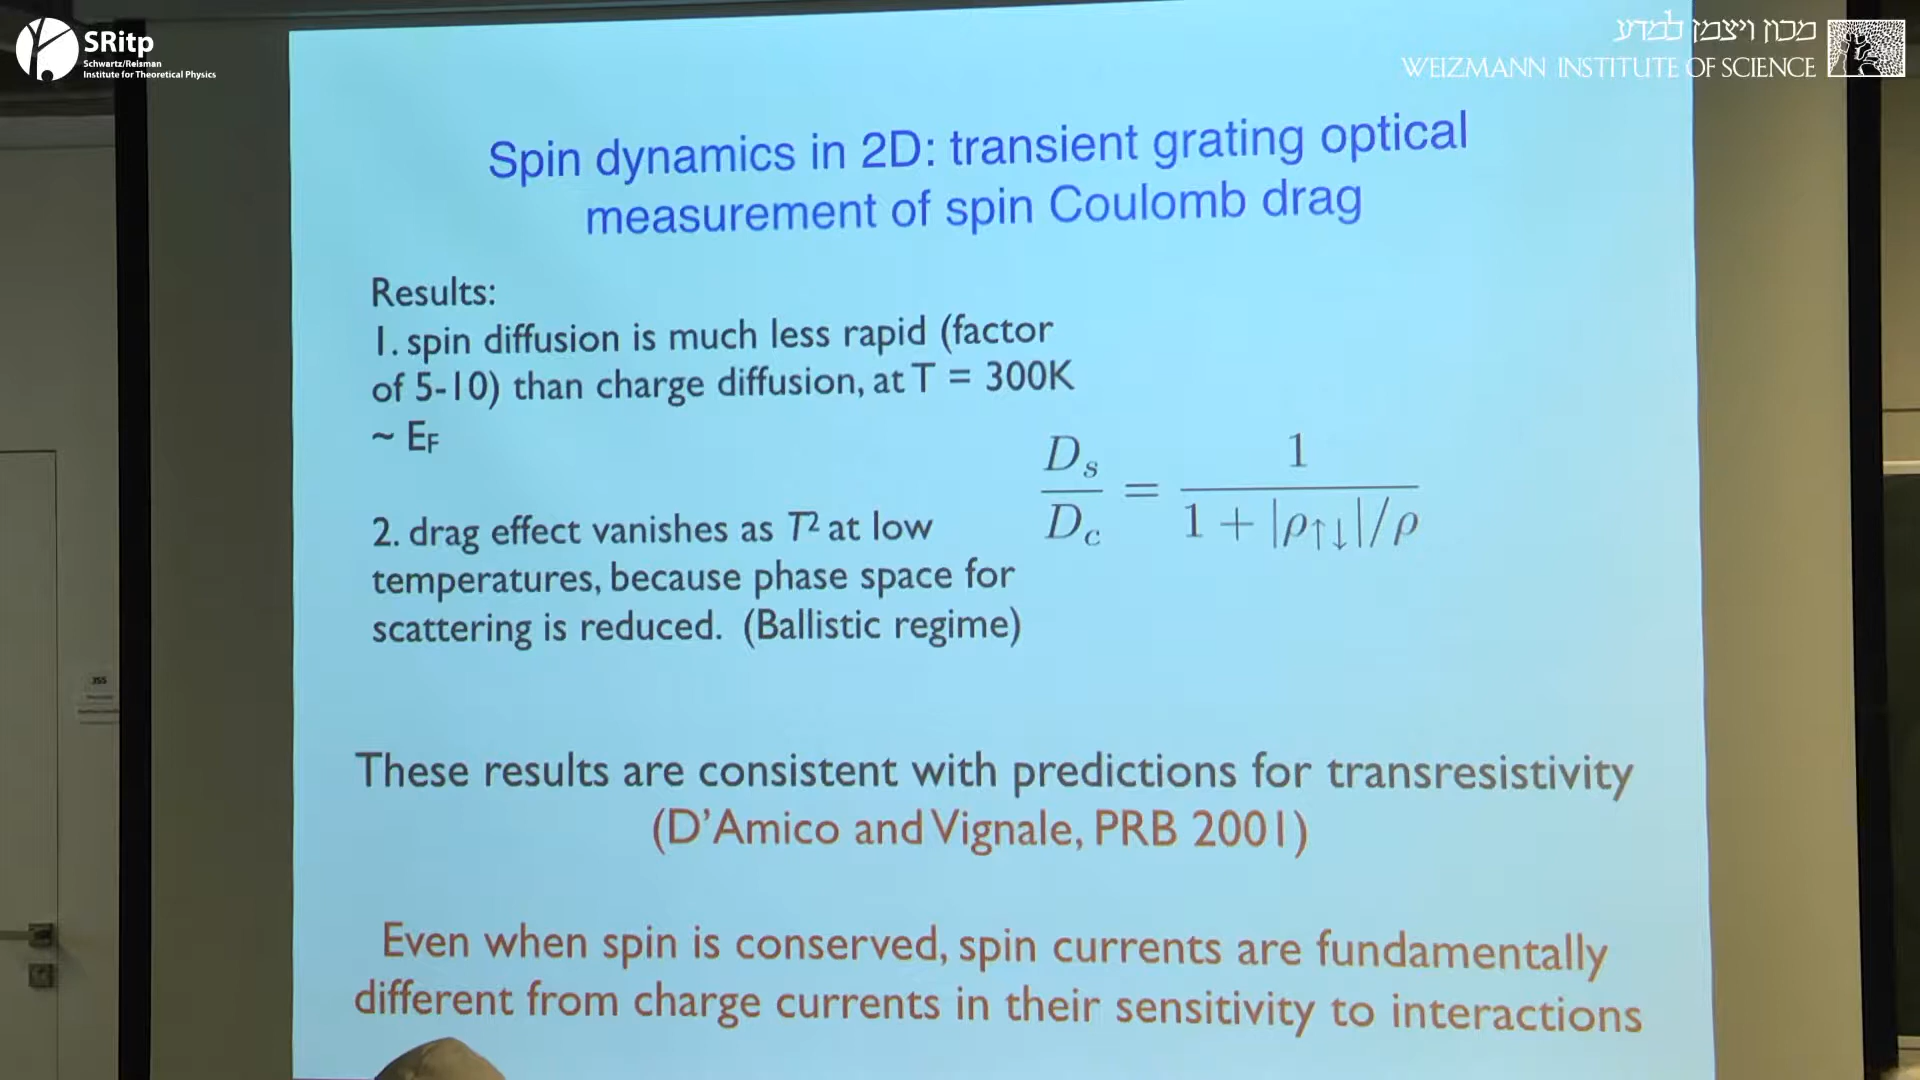 SRitp
Schwartz/Reisman
Institute for Theoretical Physics
מכון ויצמן למדע
WEIZMANN INSTITUTE OF SCIENCE
Spin dynamics in 2D: transient grating optical
measurement of spin Coulomb drag
Results:
1. spin diffusion is much less rapid (factor
of 5-10) than charge diffusion, at T = 300K
~ EF
D_s / D_c = 1 / (1 + |ρ↑↓|/ρ)
2. drag effect vanishes as T² at low
temperatures, because phase space for
scattering is reduced. (Ballistic regime)
These results are consistent with predictions for transresistivity
(D'Amico and Vignale, PRB 2001)
Even when spin is conserved, spin currents are fundamentally
different from charge currents in their sensitivity to interactions